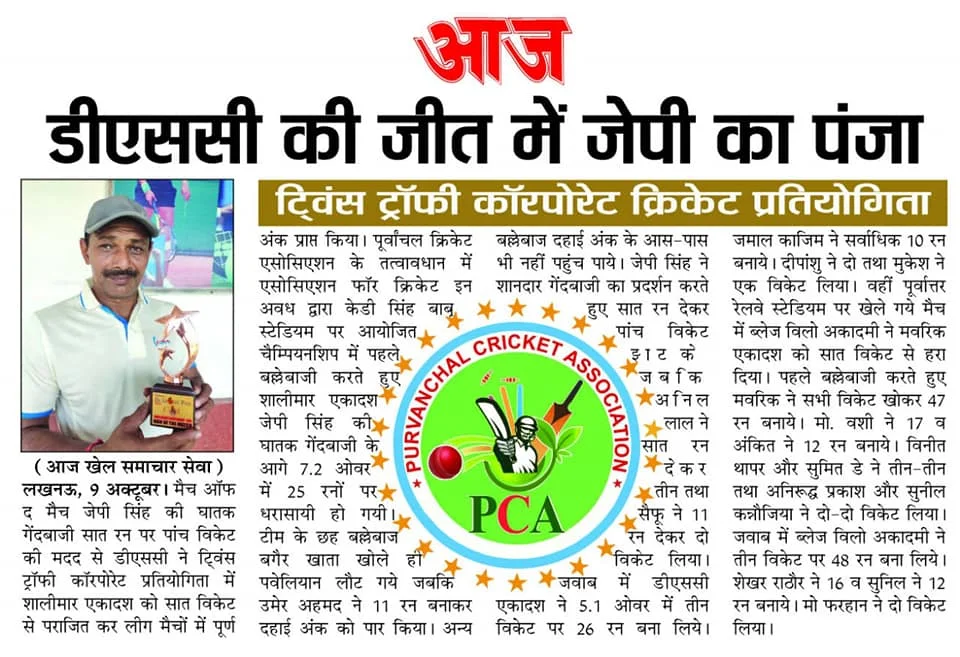 आज
डीएससी की जीत में जेपी का पंजा
ट्विंस ट्रॉफी कॉरपोरेट क्रिकेट प्रतियोगिता
( आज खेल समाचार सेवा )
लखनऊ, 9 अक्टूबर। मैच ऑफ
द मैच जेपी सिंह की घातक
गेंदबाजी सात रन पर पांच विकेट
की मदद से डीएससी ने ट्विंस
ट्रॉफी कॉरपोरेट प्रतियोगिता में
शालीमार एकादश को सात विकेट
से पराजित कर लीग मैचों में पूर्ण
अंक प्राप्त किया। पूर्वांचल क्रिकेट
एसोसिएशन के तत्वावधान में
एसोसिएशन फॉर क्रिकेट इन
अवध द्वारा केडी सिंह बाबू
स्टेडियम पर आयोजित
चैम्पियनशिप में पहले
बल्लेबाजी करते हुए
शालीमार एकादश
जेपी सिंह की
घातक गेंदबाजी के
आगे 7.2 ओवर
में 25 रनों पर
धरासायी हो गयी।
टीम के छह बल्लेबाज
बगैर खाता खोले ही
पवेलियन लौट गये जबकि
उमेर अहमद ने 11 रन बनाकर
दहाई अंक को पार किया। अन्य
बल्लेबाज दहाई अंक के आस-पास
भी नहीं पहुंच पाये। जेपी सिंह ने
शानदार गेंदबाजी का प्रदर्शन करते
हुए सात रन देकर
पांच विकेट
झाटके
जबकि
अनिल
लाल ने
सात रन
देकर
तीन तथा
सैफू ने 11
रन देकर दो
विकेट लिया।
जवाब में डीएससी
एकादश ने 5.1 ओवर में तीन
विकेट पर 26 रन बना लिये।
जमाल काजिम ने सर्वाधिक 10 रन
बनाये। दीपांशु ने दो तथा मुकेश ने
एक विकेट लिया। वहीं पूर्वात्तर
रेलवे स्टेडियम पर खेले गये मैच
में ब्लेज विलो अकादमी ने मवरिक
एकादश को सात विकेट से हरा
दिया। पहले बल्लेबाजी करते हुए
मवरिक ने सभी विकेट खोकर 47
रन बनाये। मो. वशी ने 17 व
अंकित ने 12 रन बनाये। विनीत
थापर और सुमित डे ने तीन-तीन
तथा अनिरूद्ध प्रकाश और सुनील
कन्नौजिया ने दो-दो विकेट लिया।
जवाब में ब्लेज विलो अकादमी ने
तीन विकेट पर 48 रन बना लिये।
शेखर राठौर ने 16 व सुनिल ने 12
रन बनाये। मो फरहान ने दो विकेट
लिया।
PURVANCHAL CRICKET ASSOCIATION
PCA